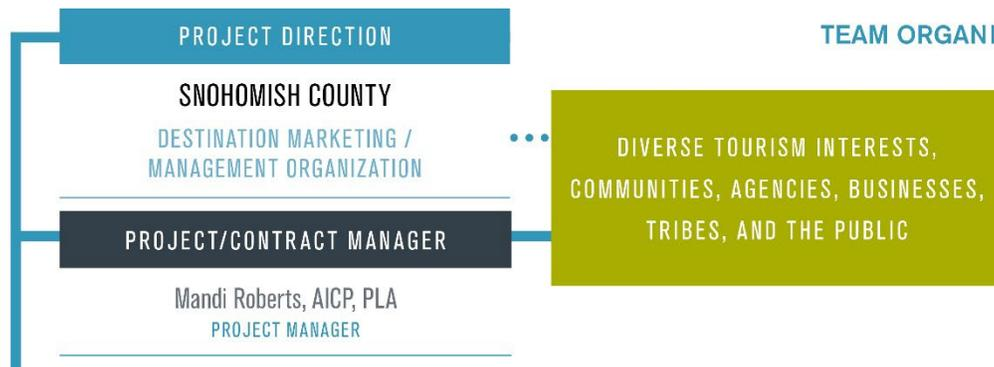 PROJECT DIRECTION
TEAM ORGANI
SNOHOMISH COUNTY
DESTINATION MARKETING /
MANAGEMENT ORGANIZATION
DIVERSE TOURISM INTERESTS,
COMMUNITIES, AGENCIES, BUSINESSES,
TRIBES, AND THE PUBLIC
PROJECT/CONTRACT MANAGER
Mandi Roberts, AICP, PLA
PROJECT MANAGER